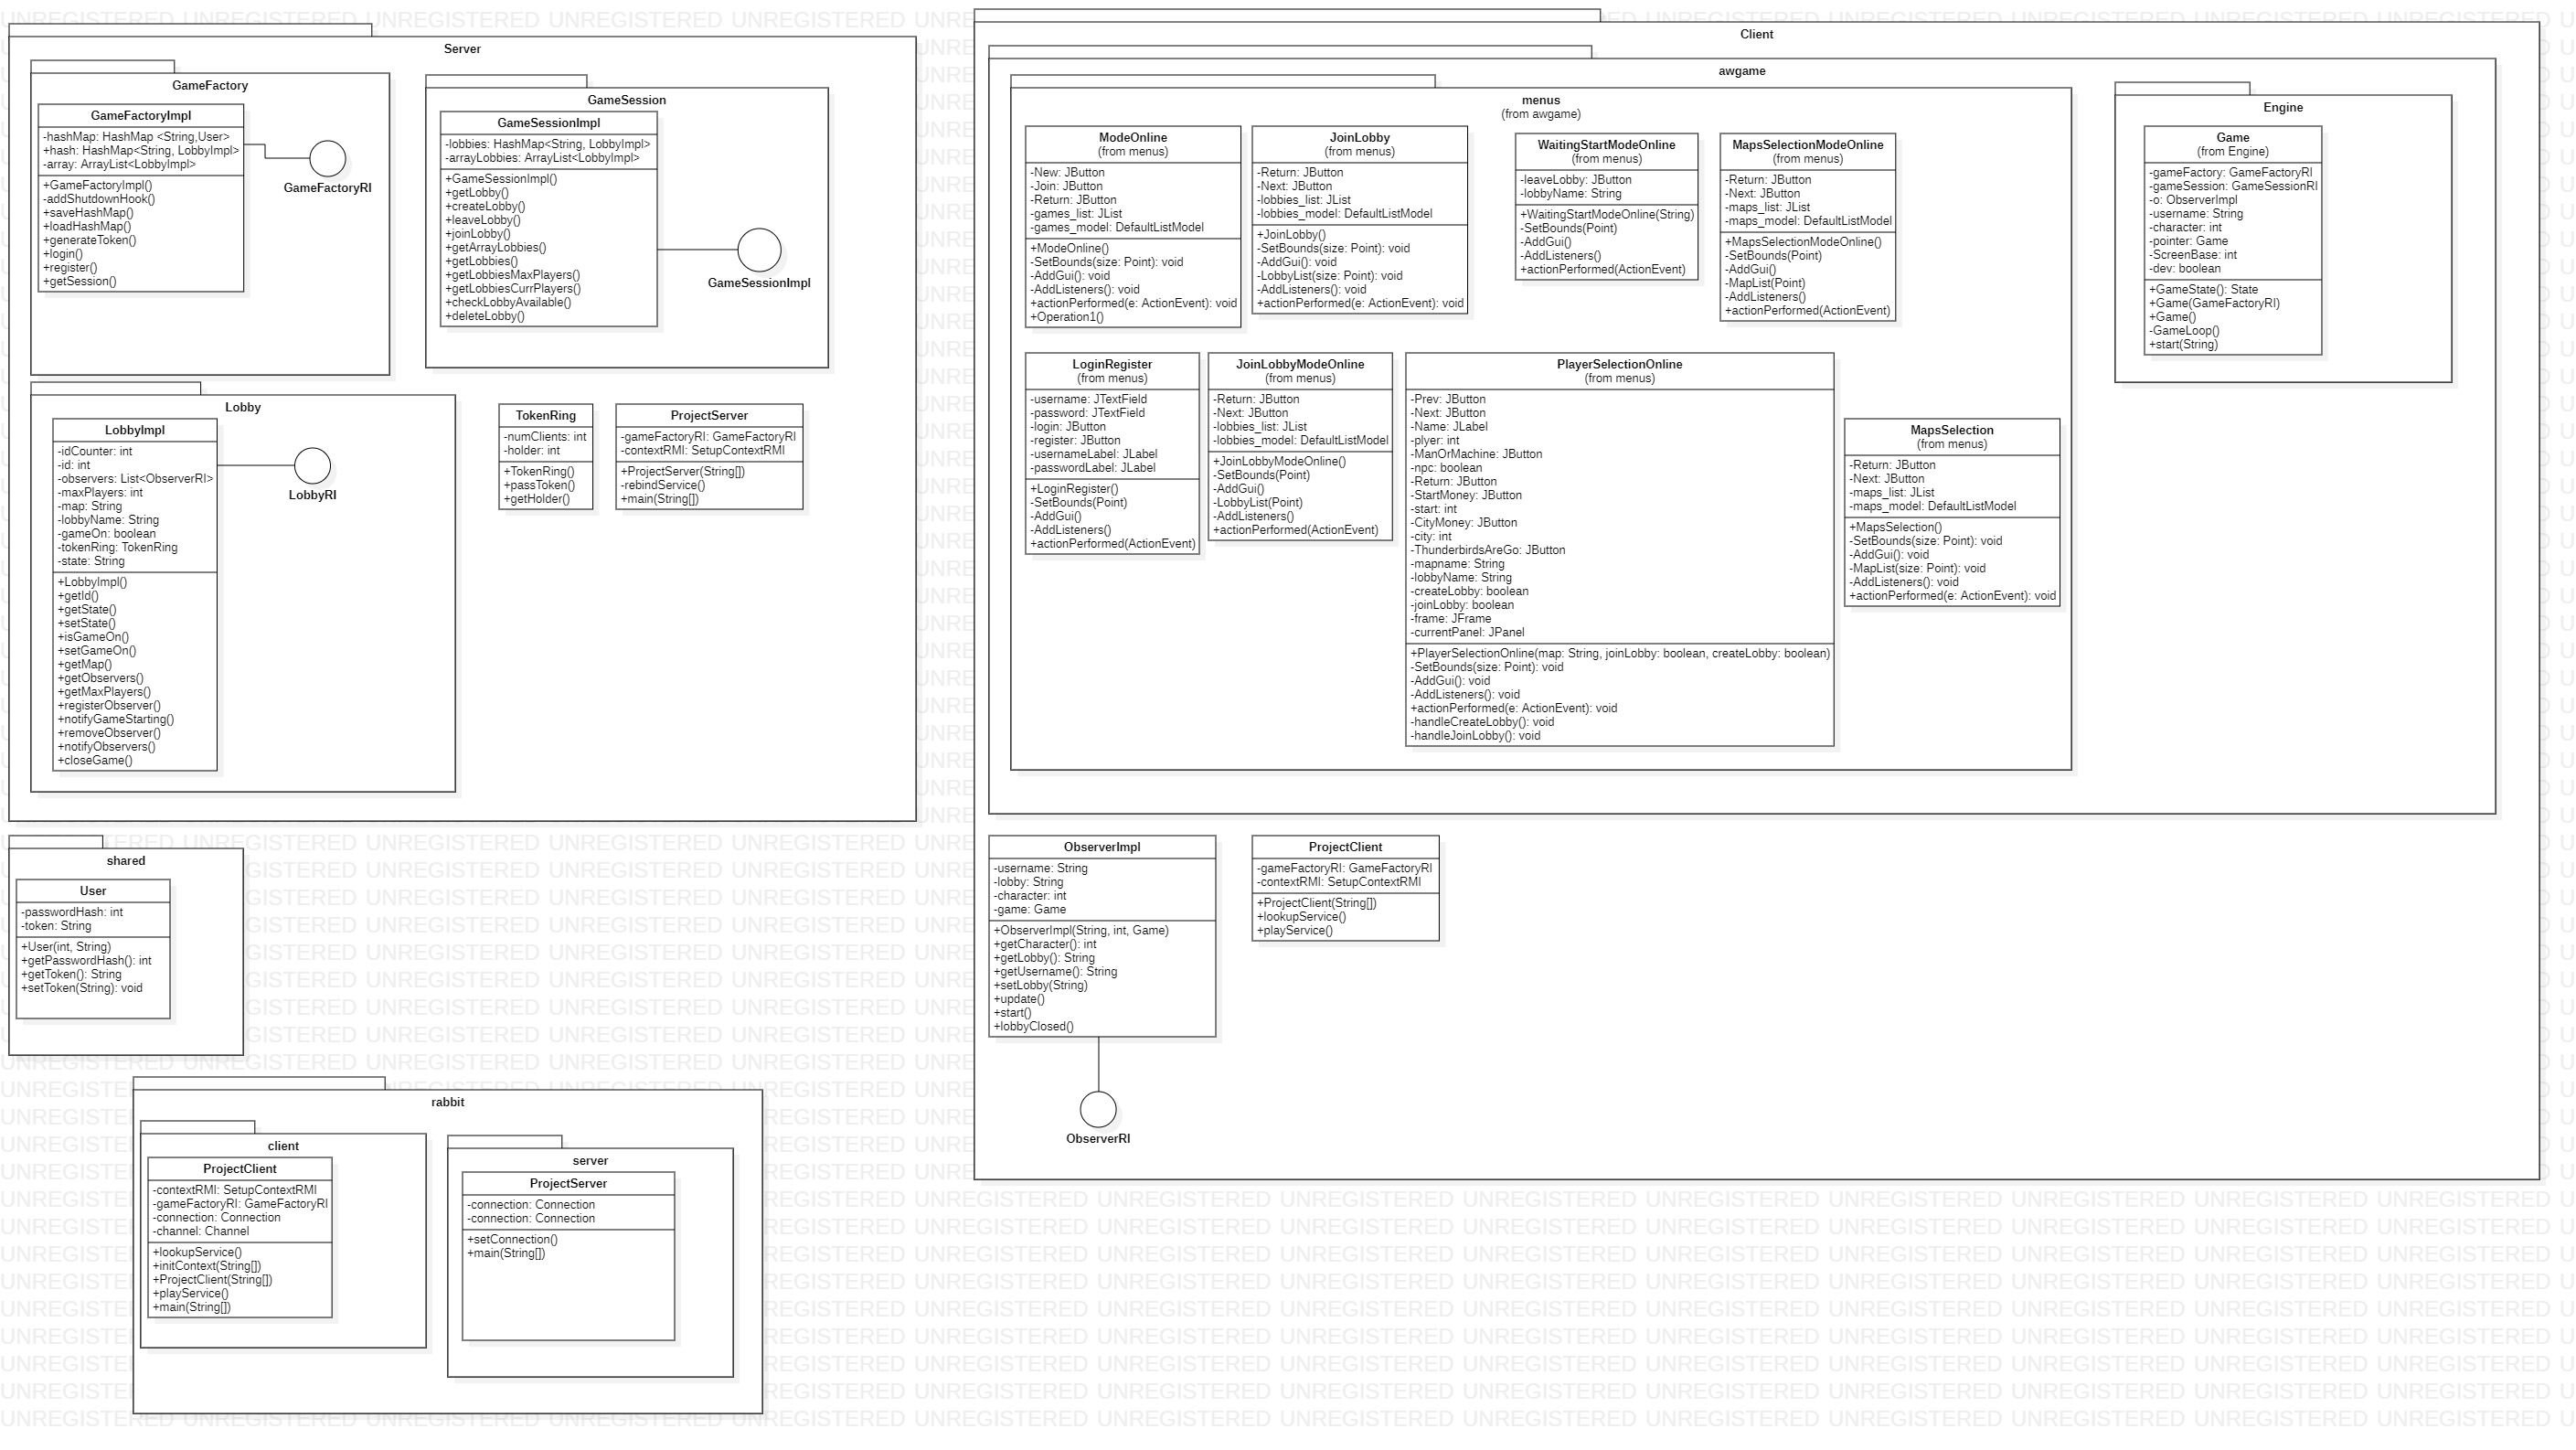 Server
GameFactory
GameFactoryImpl
-hashMap: HashMap <String,User>
+hash: HashMap<String, LobbyImpl>
-array: ArrayList<LobbyImpl>
+GameFactoryImpl()
-addShutdownHook()
+saveHashMap()
+loadHashMap()
+generateToken()
+login()
+register()
+getSession()
GameFactoryRI
GameSession
GameSessionImpl
-lobbies: HashMap<String, LobbyImpl>
-arrayLobbies: ArrayList<LobbyImpl>
+GameSessionImpl()
+getLobby()
+createLobby()
+leaveLobby()
+joinLobby()
+getArrayLobbies()
+getLobbies()
+getLobbiesMaxPlayers()
+getLobbiesCurrPlayers()
+checkLobbyAvailable()
+deleteLobby()
GameSessionImpl
Lobby
LobbyImpl
-idCounter: int
-id: int
-observers: List<ObserverRI>
-maxPlayers: int
-map: String
-lobbyName: String
-gameOn: boolean
-tokenRing: TokenRing
-state: String
+LobbyImpl()
+getId()
+getState()
+setState()
+isGameOn()
+setGameOn()
+getMap()
+getObservers()
+getMaxPlayers()
+registerObserver()
+notifyGameStarting()
+removeObserver()
+notifyObservers()
+closeGame()
LobbyRI
TokenRing
-numClients: int
-holder: int
+TokenRing()
+passToken()
+getHolder()
ProjectServer
-gameFactoryRI: GameFactoryRI
-contextRMI: SetupContextRMI
+ProjectServer(String[])
-rebindService()
+main(String[])
shared
User
-passwordHash: int
-token: String
+User(int, String)
+getPasswordHash(): int
+getToken(): String
+setToken(String): void
rabbit
client
ProjectClient
-contextRMI: SetupContextRMI
-gameFactoryRI: GameFactoryRI
-connection: Connection
-channel: Channel
+lookupService()
+initContext(String[])
+ProjectClient(String[])
+playService()
+main(String[])
server
ProjectServer
-connection: Connection
-connection: Connection
+setConnection()
+main(String[])
Client
awgame
menus
(from awgame)
ModeOnline
(from menus)
-New: JButton
-Join: JButton
-Return: JButton
-games_list: JList
-games_model: DefaultListModel
+ModeOnline()
-SetBounds(size: Point): void
-AddGui(): void
-AddListeners(): void
+actionPerformed(e: ActionEvent): void
+Operation1()
JoinLobby
(from menus)
-Return: JButton
-Next: JButton
-lobbies_list: JList
-lobbies_model: DefaultListModel
+JoinLobby()
-SetBounds(size: Point): void
-AddGui(): void
-LobbyList(size: Point): void
-AddListeners(): void
+actionPerformed(e: ActionEvent): void
WaitingStartModeOnline
(from menus)
-leaveLobby: JButton
-lobbyName: String
+WaitingStartModeOnline(String)
-SetBounds(Point)
-AddGui()
-AddListeners()
+actionPerformed(ActionEvent)
MapsSelectionModeOnline
(from menus)
-Return: JButton
-Next: JButton
-maps_list: JList
-maps_model: DefaultListModel
+MapsSelectionModeOnline()
-SetBounds(Point)
-AddGui()
-MapList(Point)
-AddListeners()
+actionPerformed(ActionEvent)
LoginRegister
(from menus)
-username: JTextField
-password: JTextField
-login: JButton
-register: JButton
-usernameLabel: JLabel
-passwordLabel: JLabel
+LoginRegister()
-SetBounds(Point)
-AddGui()
-AddListeners()
+actionPerformed(ActionEvent)
JoinLobbyModeOnline
(from menus)
-Return: JButton
-Next: JButton
-lobbies_list: JList
-lobbies_model: DefaultListModel
+JoinLobbyModeOnline()
-SetBounds(Point)
-AddGui()
-LobbyList(Point)
-AddListeners()
+actionPerformed(ActionEvent)
PlayerSelectionOnline
(from menus)
-Prev: JButton
-Next: JButton
-Name: JLabel
-plyer: int
-ManOrMachine: JButton
-npc: boolean
-Return: JButton
-StartMoney: JButton
-start: int
-CityMoney: JButton
-city: int
-ThunderbirdsAreGo: JButton
-mapname: String
-lobbyName: String
-createLobby: boolean
-joinLobby: boolean
-frame: JFrame
-currentPanel: JPanel
+PlayerSelectionOnline(map: String, joinLobby: boolean, createLobby: boolean)
-SetBounds(size: Point): void
-AddGui(): void
-AddListeners(): void
+actionPerformed(e: ActionEvent): void
-handleCreateLobby(): void
-handleJoinLobby(): void
MapsSelection
(from menus)
-Return: JButton
-Next: JButton
-maps_list: JList
-maps_model: DefaultListModel
+MapsSelection()
-SetBounds(size: Point): void
-AddGui(): void
-MapList(size: Point): void
-AddListeners(): void
+actionPerformed(e: ActionEvent): void
Engine
Game
(from Engine)
-gameFactory: GameFactoryRI
-gameSession: GameSessionRI
-o: ObserverImpl
-username: String
-character: int
-pointer: Game
-ScreenBase: int
-dev: boolean
+GameState(): State
+Game(GameFactoryRI)
+Game()
-GameLoop()
+start(String)
ObserverImpl
-username: String
-lobby: String
-character: int
-game: Game
+ObserverImpl(String, int, Game)
+getCharacter(): int
+getLobby(): String
+getUsername(): String
+setLobby(String)
+update()
+start()
+lobbyClosed()
ObserverRI
ProjectClient
-gameFactoryRI: GameFactoryRI
-contextRMI: SetupContextRMI
+ProjectClient(String[])
+lookupService()
+playService()